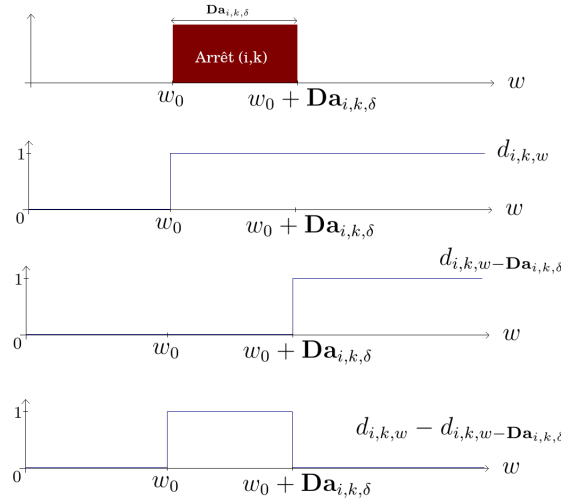 Da_{i,k,δ}
Arrêt (i,k)
w_0 w_0 + Da_{i,k,δ} w
1 d_{i,k,w}
0 w_0 w_0 + Da_{i,k,δ} w
d_{i,k,w−Da_{i,k,δ}}
1
0 w_0 w_0 + Da_{i,k,δ} w
1 d_{i,k,w} − d_{i,k,w−Da_{i,k,δ}}
0 w_0 w_0 + Da_{i,k,δ} w